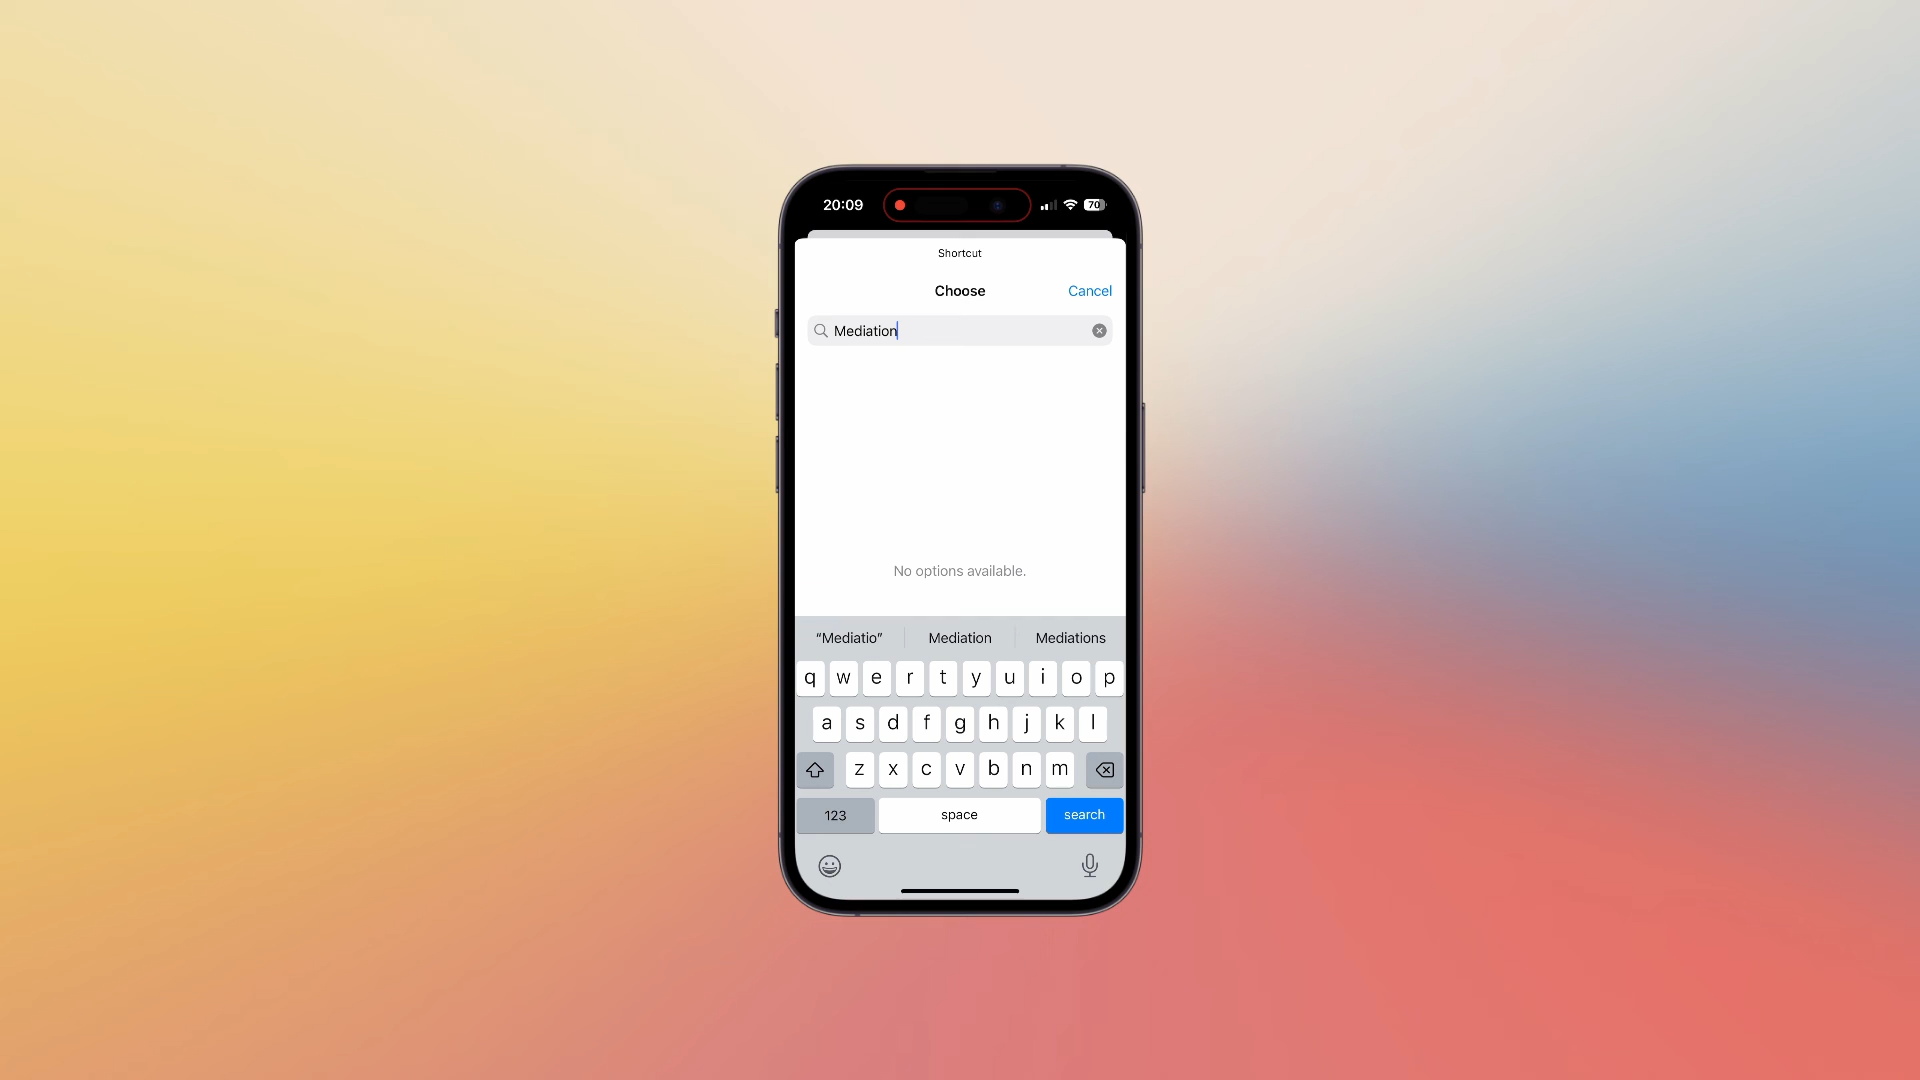 20:09
70
Shortcut
Choose
Cancel
Mediation
No options available.
“Mediatio”
Mediation
Mediations
q w e r t y u i o p
a s d f g h j k l
z x c v b n m
123
space
search